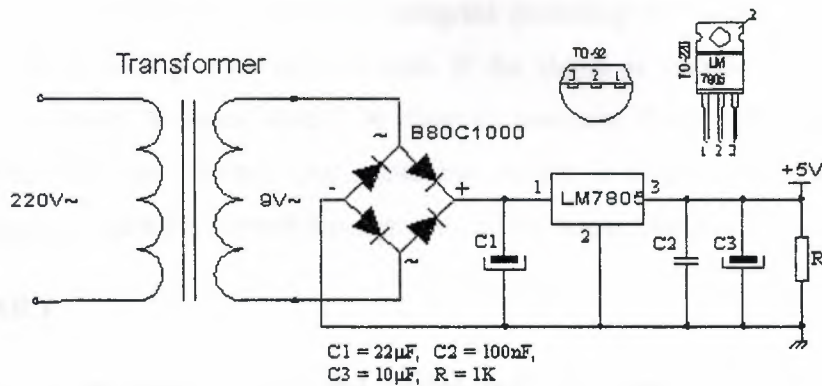 Transformer
220V~
9V~
~
B80C1000
-
+
~
TO-92
3 2 1
TO-220
2
LM
7805
1 2 3
1
LM7805
3
2
+5V
C1
C2
C3
R
C1 = 22µF, C2 = 100nF,
C3 = 10µF, R = 1K